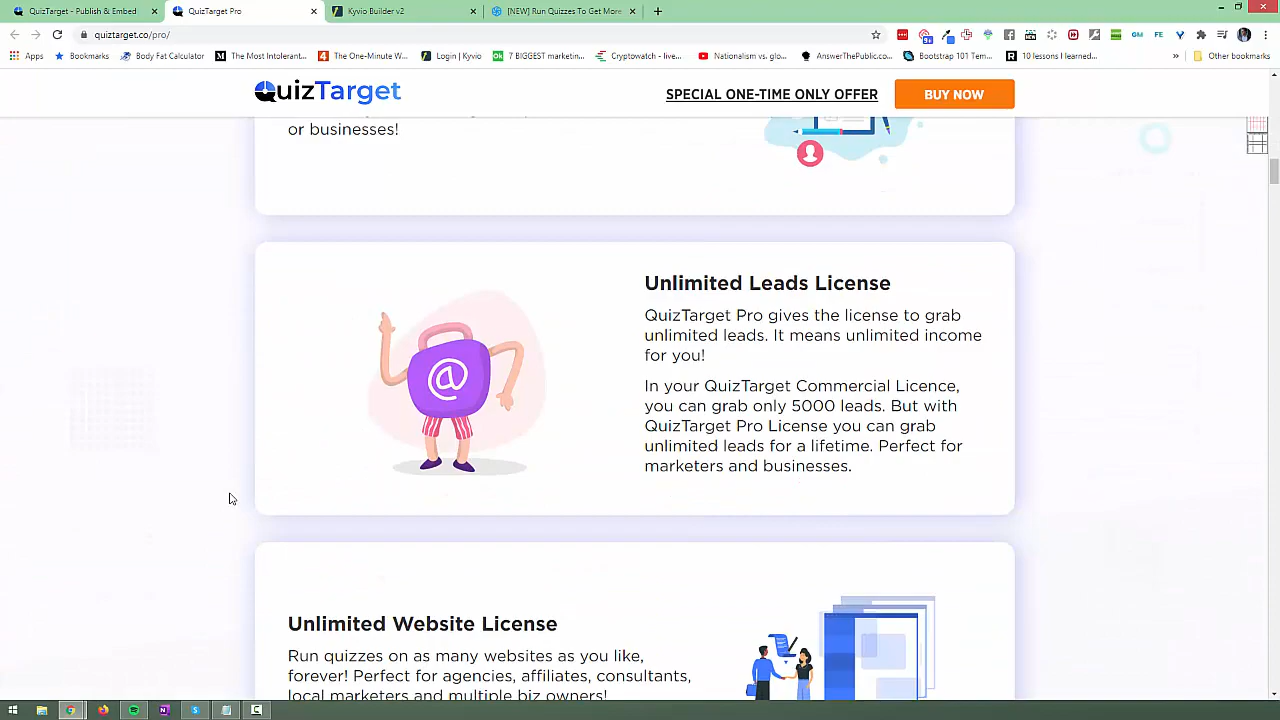 QuizTarget - Publish & Embed
QuizTarget Pro
Kyvio Builder v2
[NEW] Run Quizzes To Get More
quiztarget.co/pro/
Apps
Bookmarks
Body Fat Calculator
The Most Intolerant...
The One-Minute W...
Login | Kyvio
7 BIGGEST marketin...
Cryptowatch - live...
Nationalism vs. glo...
AnswerThePublic.co...
Bootstrap 101 Tem...
10 lessons I learned...
Other bookmarks
QuizTarget
SPECIAL ONE-TIME ONLY OFFER
BUY NOW
or businesses!
Unlimited Leads License
QuizTarget Pro gives the license to grab
unlimited leads. It means unlimited income
for you!
In your QuizTarget Commercial Licence,
you can grab only 5000 leads. But with
QuizTarget Pro License you can grab
unlimited leads for a lifetime. Perfect for
marketers and businesses.
@
Unlimited Website License
Run quizzes on as many websites as you like,
forever! Perfect for agencies, affiliates, consultants,
local marketers and multiple biz owners!